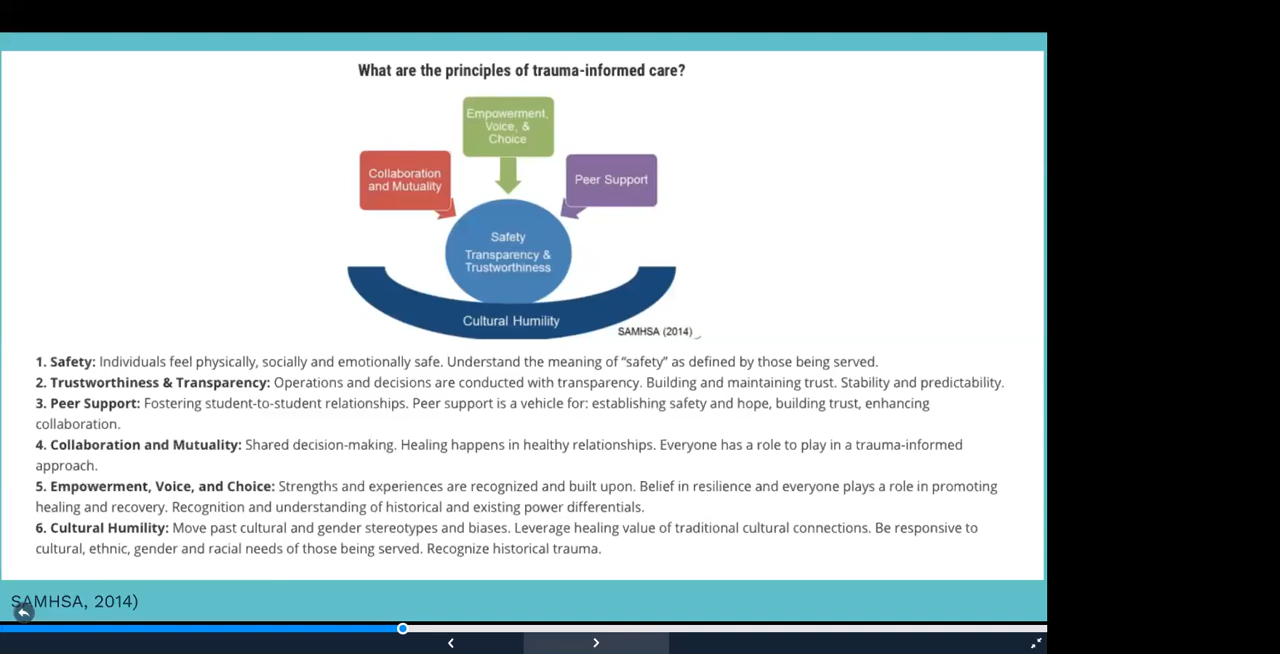 What are the principles of trauma-informed care?
Empowerment,
Voice, &
Choice
Collaboration
and Mutuality
Peer Support
Safety
Transparency &
Trustworthiness
Cultural Humility
SAMHSA (2014)
1. Safety: Individuals feel physically, socially and emotionally safe. Understand the meaning of “safety” as defined by those being served.
2. Trustworthiness & Transparency: Operations and decisions are conducted with transparency. Building and maintaining trust. Stability and predictability.
3. Peer Support: Fostering student-to-student relationships. Peer support is a vehicle for: establishing safety and hope, building trust, enhancing
collaboration.
4. Collaboration and Mutuality: Shared decision-making. Healing happens in healthy relationships. Everyone has a role to play in a trauma-informed
approach.
5. Empowerment, Voice, and Choice: Strengths and experiences are recognized and built upon. Belief in resilience and everyone plays a role in promoting
healing and recovery. Recognition and understanding of historical and existing power differentials.
6. Cultural Humility: Move past cultural and gender stereotypes and biases. Leverage healing value of traditional cultural connections. Be responsive to
cultural, ethnic, gender and racial needs of those being served. Recognize historical trauma.
SAMHSA, 2014)